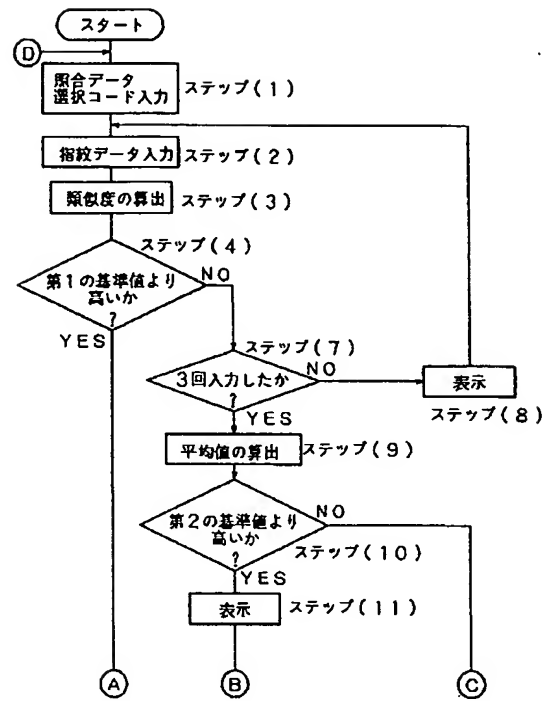 スタート
D
照合データ
選択コード入力
ステップ(1)
指紋データ入力
ステップ(2)
類似度の算出
ステップ(3)
ステップ(4)
第1の基準値より
高いか
?
NO
YES
ステップ(7)
3回入力したか
?
NO
YES
表示
ステップ(8)
平均値の算出
ステップ(9)
第2の基準値より
高いか
?
NO
ステップ(10)
YES
表示
ステップ(11)
A
B
C